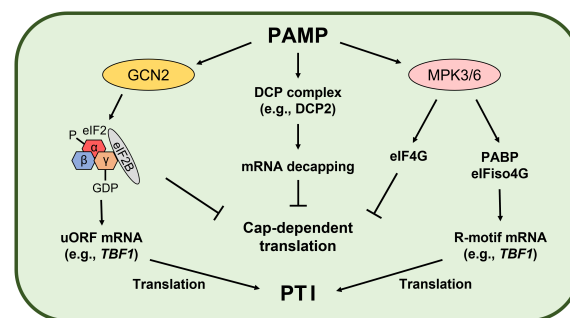 PAMP
GCN2
MPK3/6
DCP complex
(e.g., DCP2)
P
eIF2
eIF2B
α
β
γ
GDP
mRNA decapping
eIF4G
PABP
eIFiso4G
Cap-dependent
translation
uORF mRNA
(e.g., TBF1)
R-motif mRNA
(e.g., TBF1)
Translation
PTI
Translation